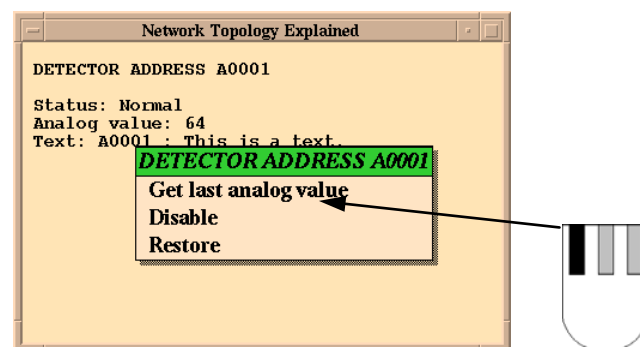 Network Topology Explained
DETECTOR ADDRESS A0001
Status: Normal
Analog value: 64
Text: A0001 : This is a text.
DETECTOR ADDRESS A0001
Get last analog value
Disable
Restore